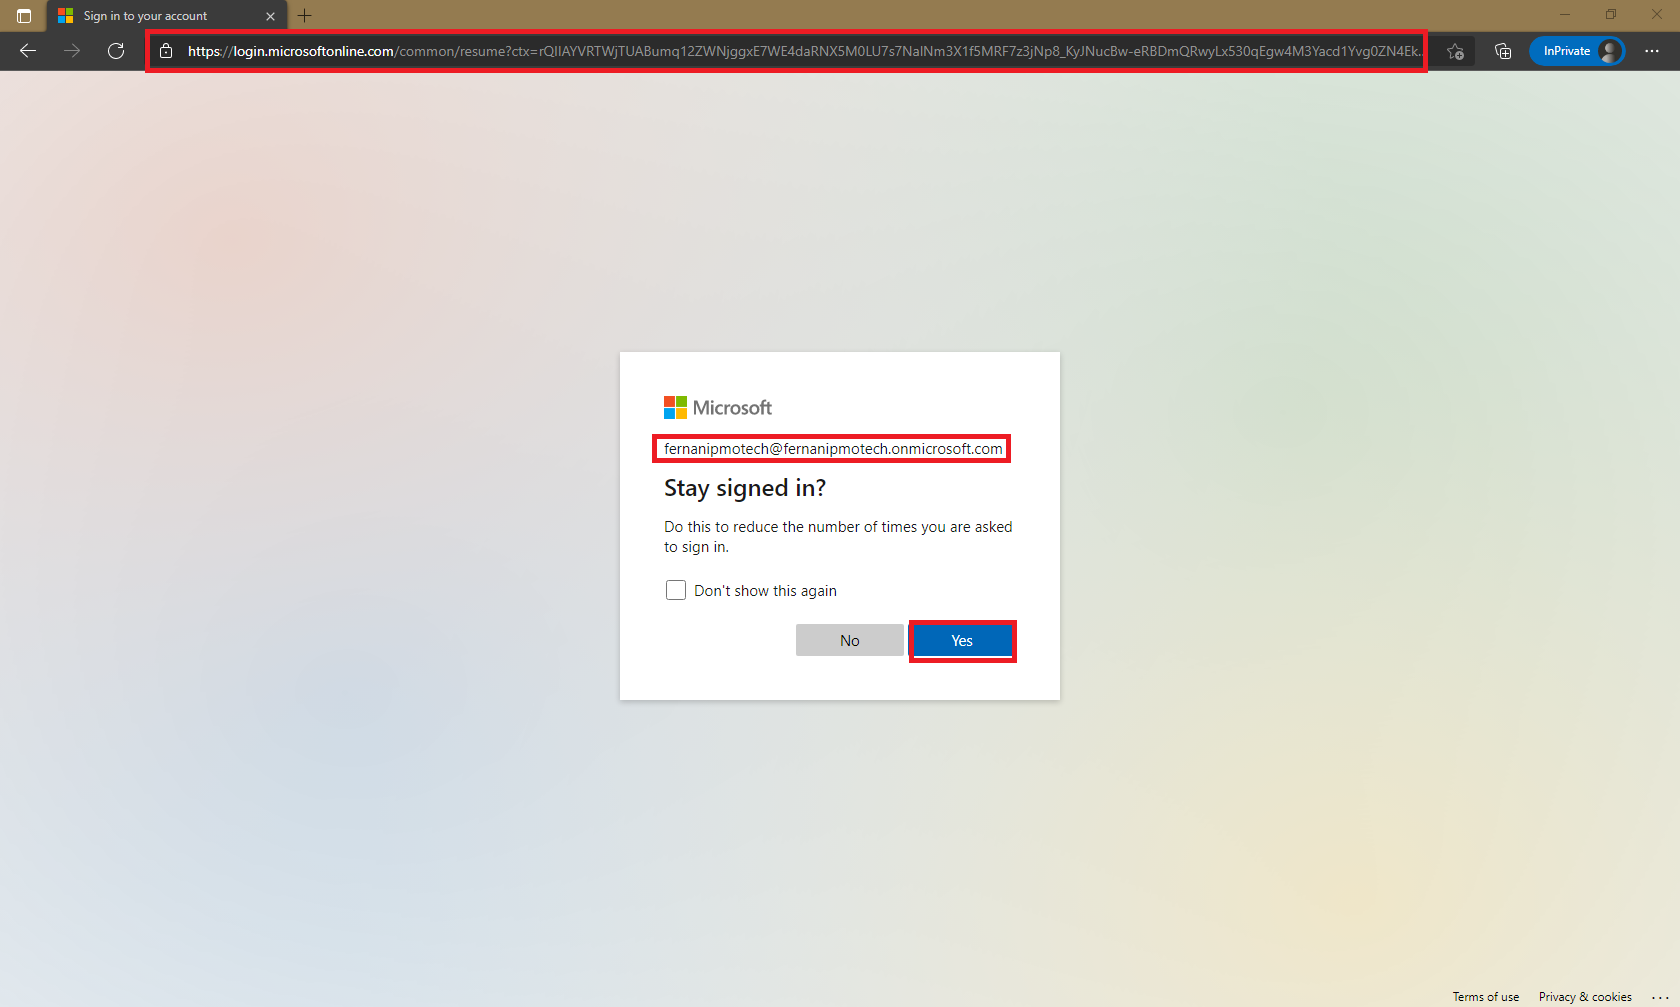 Sign in to your account
https://login.microsoftonline.com/common/resume?ctx=rQIIAYVRTWjTUABumq12ZWNjggxE7WE4daRNX5M0LU7s7NalNm3X1f5MRF7z3jNp8_KyJNucBw-eRBDmQRwyLx530qEgw4M3Yacd1Yvg0ZN4Ek...
InPrivate
Microsoft
fernanipmotech@fernanipmotech.onmicrosoft.com
Stay signed in?
Do this to reduce the number of times you are asked
to sign in.
Don't show this again
No
Yes
Terms of use
Privacy & cookies